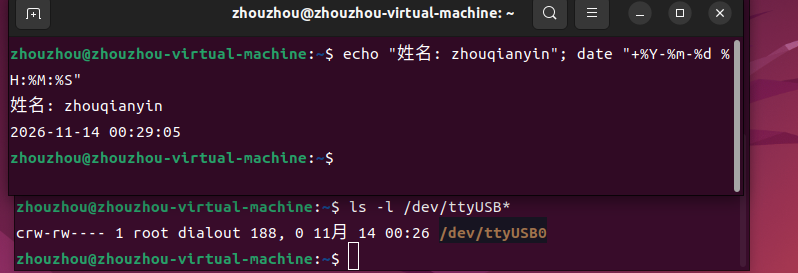 zhouzhou@zhouzhou-virtual-machine: ~
zhouzhou@zhouzhou-virtual-machine:~$ echo "姓名: zhouqianyin"; date "+%Y-%m-%d %
H:%M:%S"
姓名: zhouqianyin
2026-11-14 00:29:05
zhouzhou@zhouzhou-virtual-machine:~$
zhouzhou@zhouzhou-virtual-machine:~$ ls -l /dev/ttyUSB*
crw-rw---- 1 root dialout 188, 0 11月 14 00:26 /dev/ttyUSB0
zhouzhou@zhouzhou-virtual-machine:~$